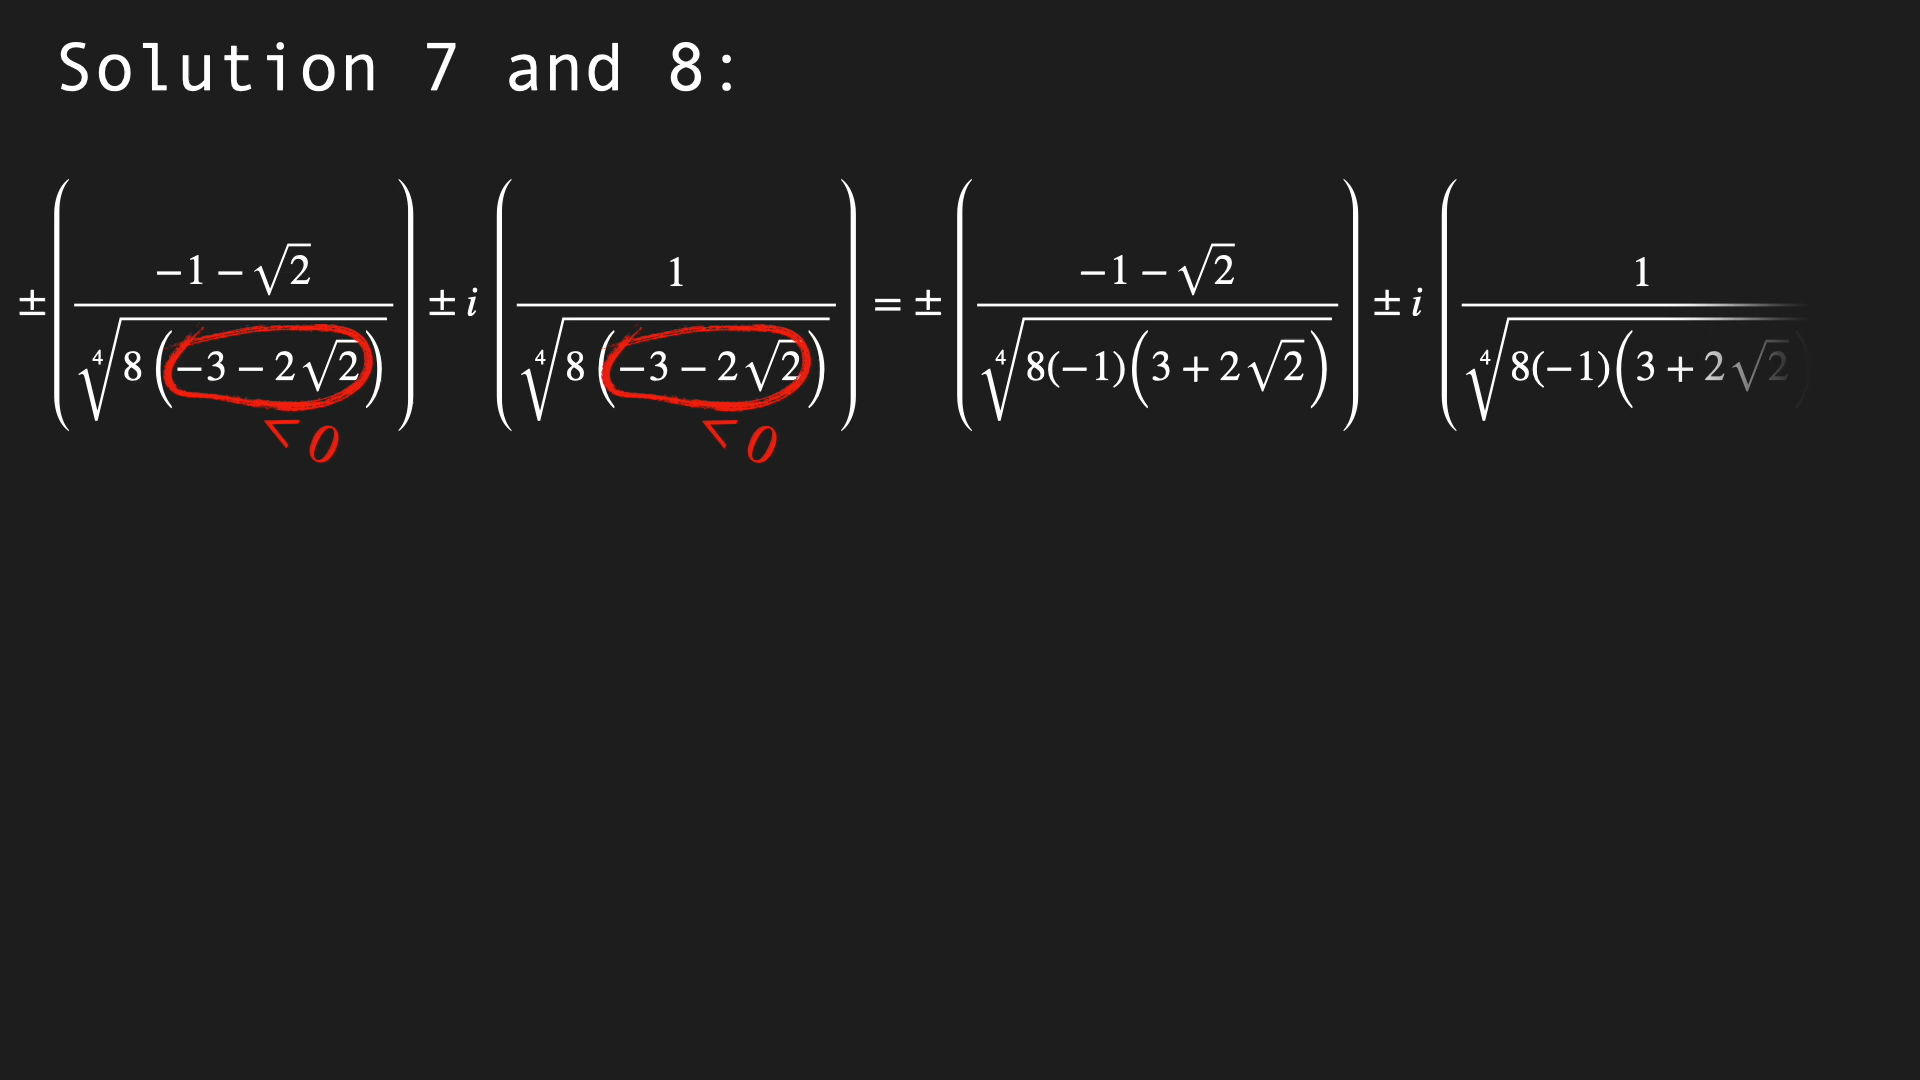 Solution 7 and 8:
± ( (−1 − √2) / ∜(8 (−3 − 2√2)) ) ± i ( 1 / ∜(8 (−3 − 2√2)) ) = ± ( (−1 − √2) / ∜(8(−1)(3 + 2√2)) ) ± i ( 1 / ∜(8(−1)(3 + 2√2)
< 0 < 0